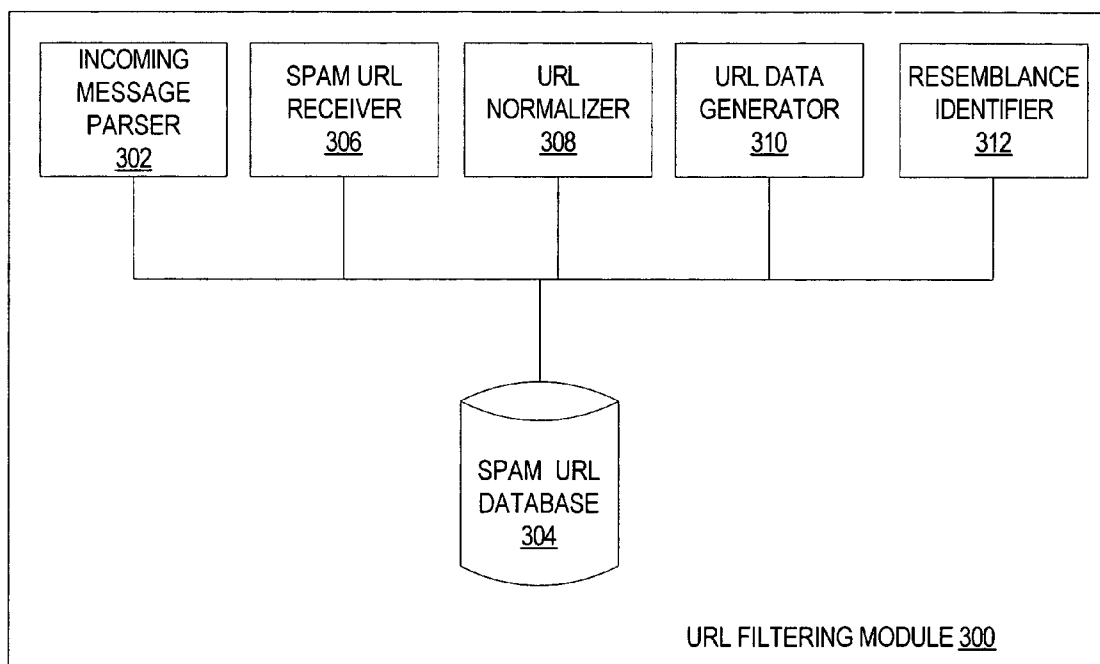 INCOMING
MESSAGE
PARSER
302
SPAM URL
RECEIVER
306
URL
NORMALIZER
308
URL DATA
GENERATOR
310
RESEMBLANCE
IDENTIFIER
312
SPAM URL
DATABASE
304
URL FILTERING MODULE 300